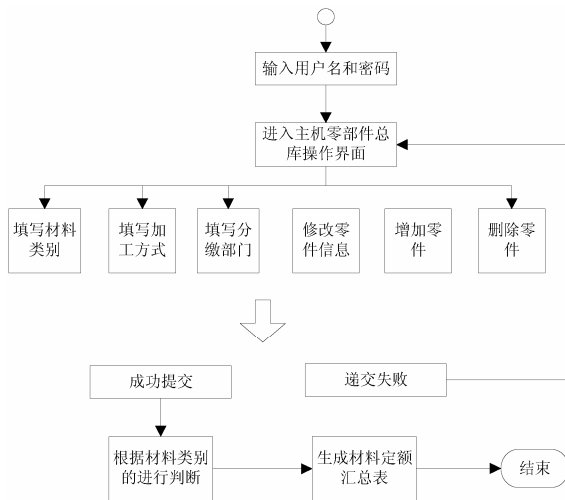 输入用户名和密码
进入主机零部件总
库操作界面
填写材料
类别
填写加
工方式
填写分
缴部门
修改零
件信息
增加零
件
删除零
件
成功提交
递交失败
根据材料类别
的进行判断
生成材料定额
汇总表
结束